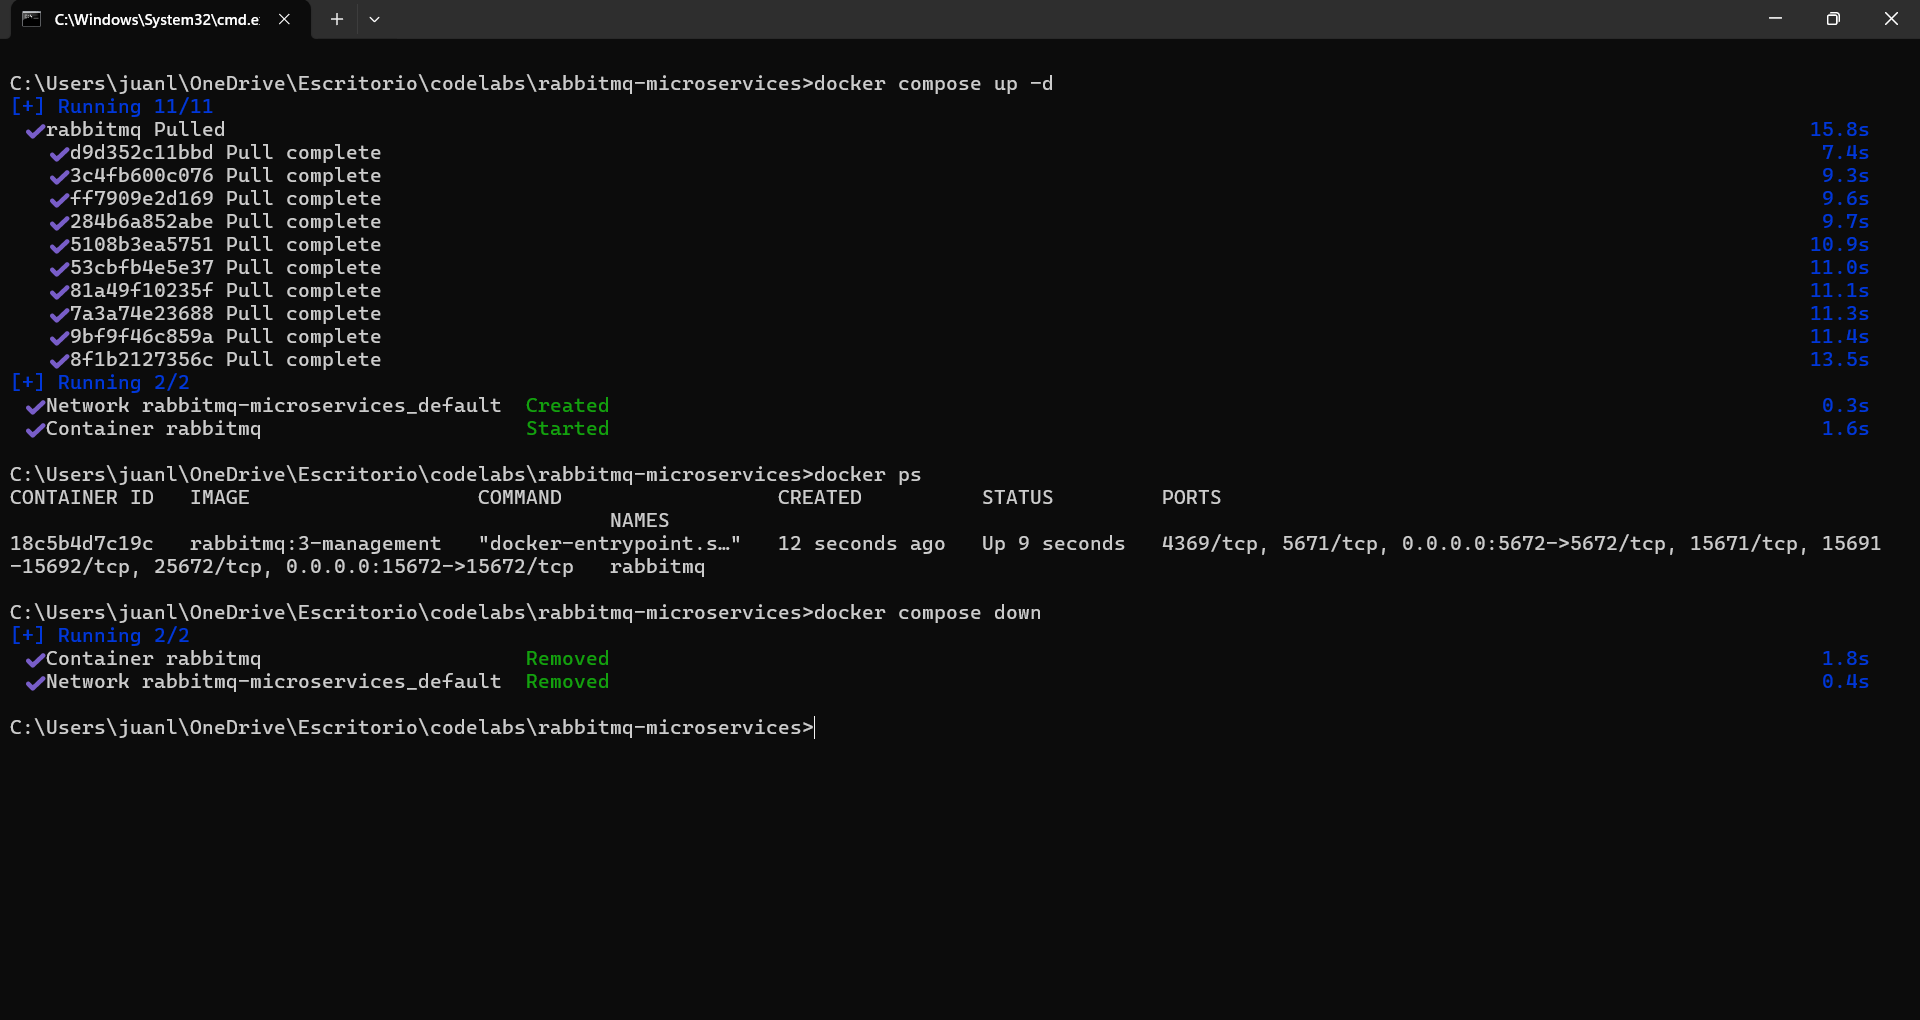 C:\Windows\System32\cmd.e
C:\Users\juanl\OneDrive\Escritorio\codelabs\rabbitmq-microservices>docker compose up -d
[+] Running 11/11
✔rabbitmq Pulled 15.8s
✔d9d352c11bbd Pull complete 7.4s
✔3c4fb600c076 Pull complete 9.3s
✔ff7909e2d169 Pull complete 9.6s
✔284b6a852abe Pull complete 9.7s
✔5108b3ea5751 Pull complete 10.9s
✔53cbfb4e5e37 Pull complete 11.0s
✔81a49f10235f Pull complete 11.1s
✔7a3a74e23688 Pull complete 11.3s
✔9bf9f46c859a Pull complete 11.4s
✔8f1b2127356c Pull complete 13.5s
[+] Running 2/2
✔Network rabbitmq-microservices_default Created 0.3s
✔Container rabbitmq Started 1.6s
C:\Users\juanl\OneDrive\Escritorio\codelabs\rabbitmq-microservices>docker ps
CONTAINER ID IMAGE COMMAND CREATED STATUS PORTS
NAMES
18c5b4d7c19c rabbitmq:3-management "docker-entrypoint.s…" 12 seconds ago Up 9 seconds 4369/tcp, 5671/tcp, 0.0.0.0:5672->5672/tcp, 15671/tcp, 15691
-15692/tcp, 25672/tcp, 0.0.0.0:15672->15672/tcp rabbitmq
C:\Users\juanl\OneDrive\Escritorio\codelabs\rabbitmq-microservices>docker compose down
[+] Running 2/2
✔Container rabbitmq Removed 1.8s
✔Network rabbitmq-microservices_default Removed 0.4s
C:\Users\juanl\OneDrive\Escritorio\codelabs\rabbitmq-microservices>